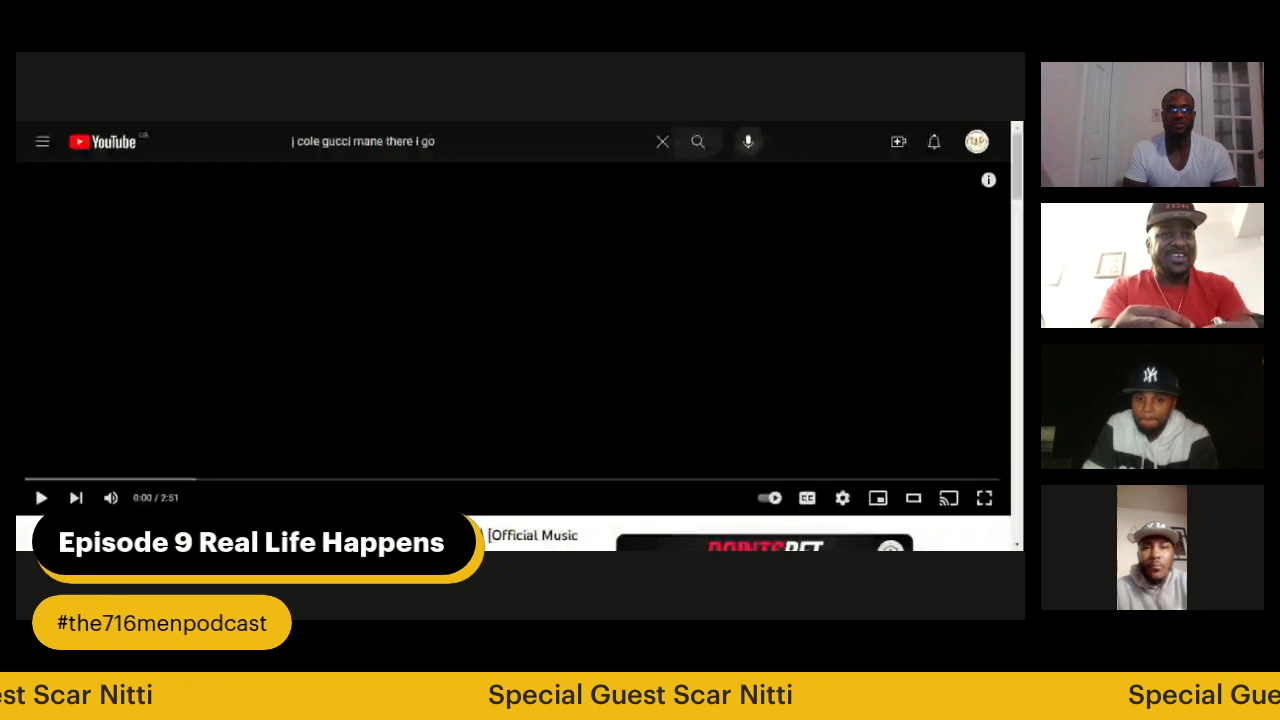 YouTube
j cole gucci mane there i go
0:00 / 2:51
[Official Music
POINTSBET
Episode 9 Real Life Happens
#the716menpodcast
est Scar Nitti
Special Guest Scar Nitti
Special Gue